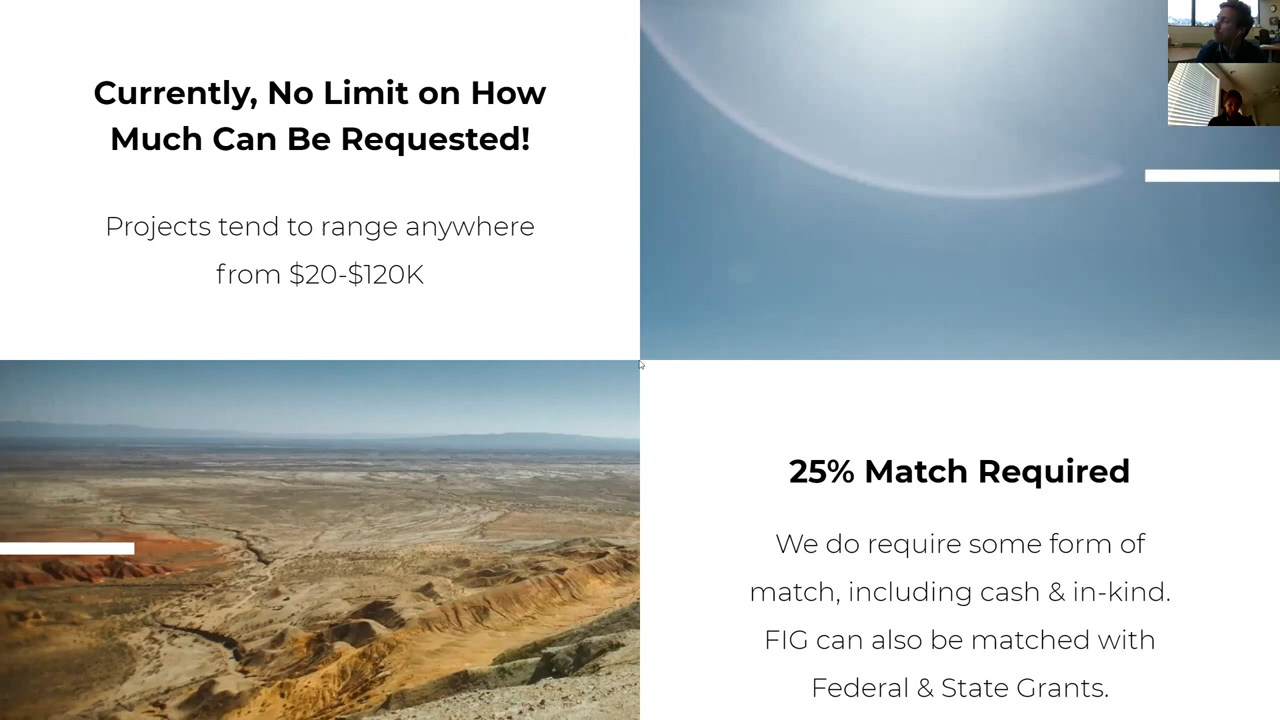 Currently, No Limit on How
Much Can Be Requested!
Projects tend to range anywhere
from $20-$120K
25% Match Required
We do require some form of
match, including cash & in-kind.
FIG can also be matched with
Federal & State Grants.